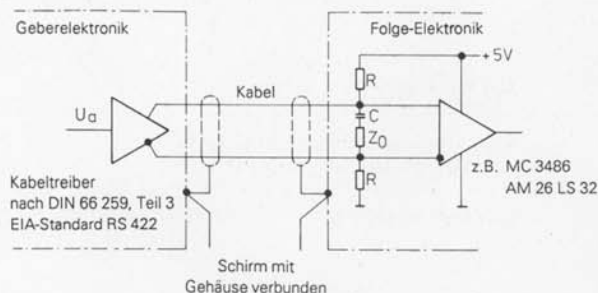 Geberelektronik
Folge-Elektronik
+5V
R
Kabel
C
Ua
Z0
R
z.B. MC 3486
AM 26 LS 32
Kabeltreiber
nach DIN 66 259, Teil 3
EIA-Standard RS 422
Schirm mit
Gehäuse verbunden